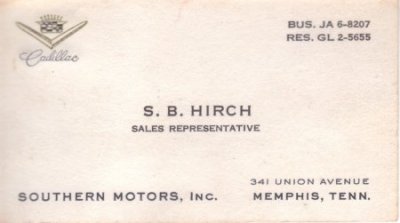 Cadillac
BUS. JA 6-8207
RES. GL 2-5655
S. B. HIRCH
SALES REPRESENTATIVE
SOUTHERN MOTORS, Inc.
341 UNION AVENUE
MEMPHIS, TENN.